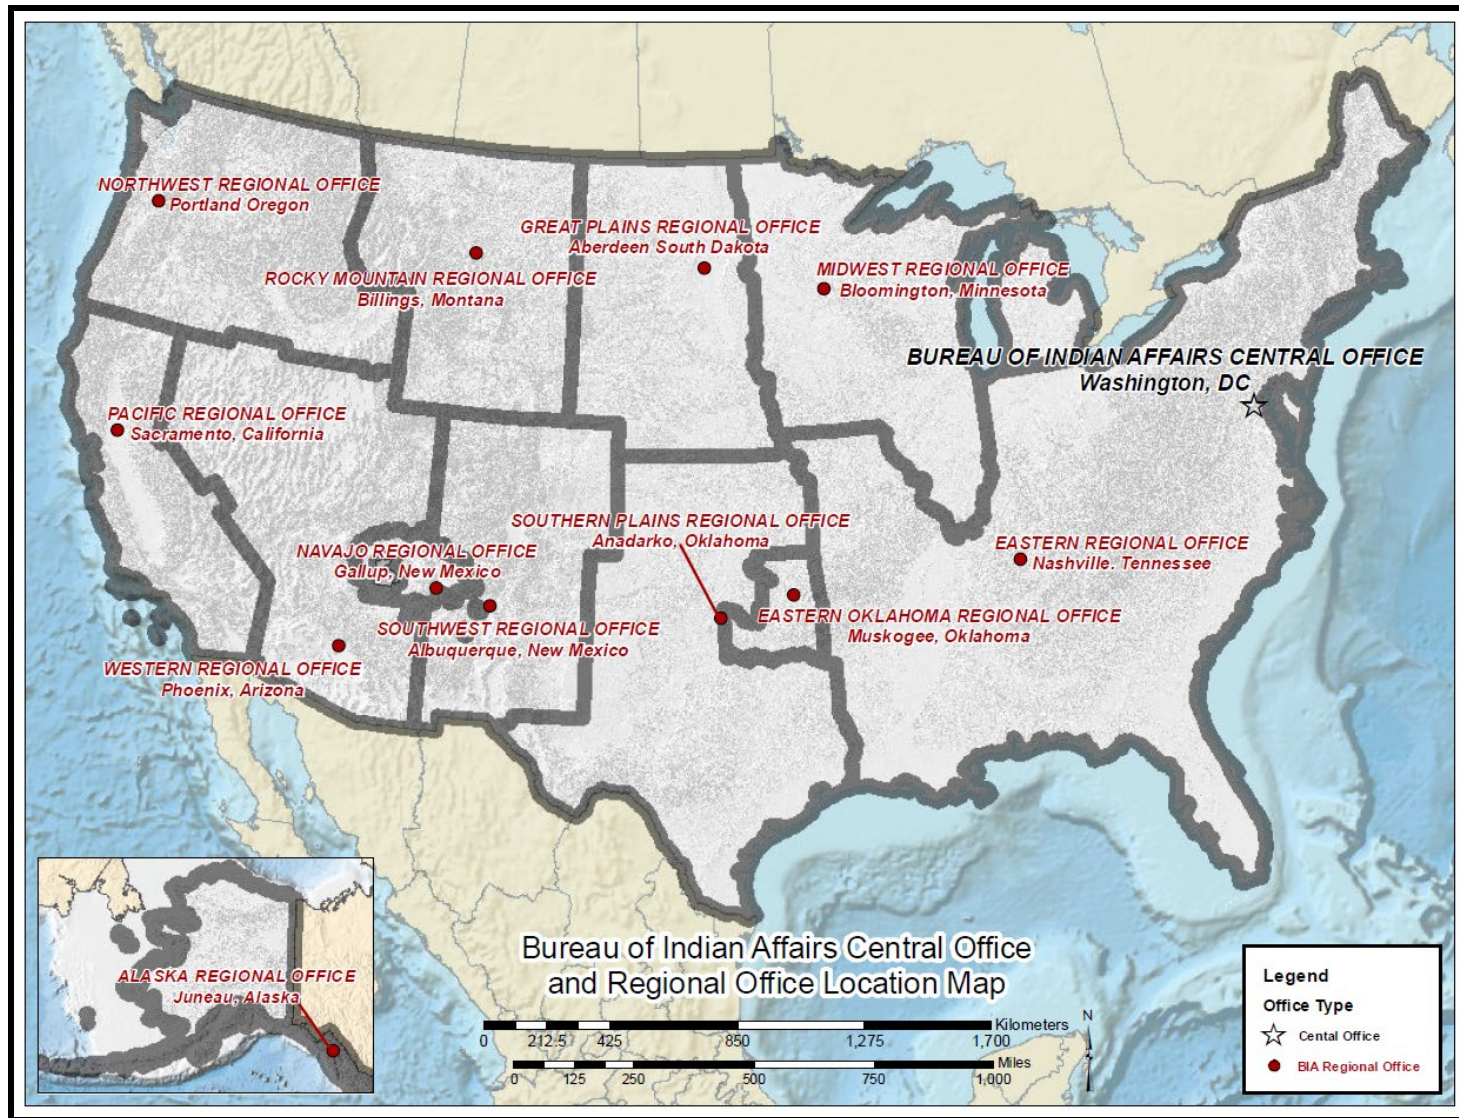 NORTHWEST REGIONAL OFFICE
Portland Oregon
GREAT PLAINS REGIONAL OFFICE
Aberdeen South Dakota
ROCKY MOUNTAIN REGIONAL OFFICE
Billings, Montana
MIDWEST REGIONAL OFFICE
Bloomington, Minnesota
BUREAU OF INDIAN AFFAIRS CENTRAL OFFICE
Washington, DC
PACIFIC REGIONAL OFFICE
Sacramento, California
SOUTHERN PLAINS REGIONAL OFFICE
Anadarko, Oklahoma
NAVAJO REGIONAL OFFICE
Gallup, New Mexico
EASTERN REGIONAL OFFICE
Nashville. Tennessee
EASTERN OKLAHOMA REGIONAL OFFICE
Muskogee, Oklahoma
SOUTHWEST REGIONAL OFFICE
Albuquerque, New Mexico
WESTERN REGIONAL OFFICE
Phoenix, Arizona
ALASKA REGIONAL OFFICE
Juneau, Alaska
Bureau of Indian Affairs Central Office
and Regional Office Location Map
Kilometers
0 212.5 425 850 1,275 1,700
Miles
0 125 250 500 750 1,000
N
Legend
Office Type
Cental Office
BIA Regional Office